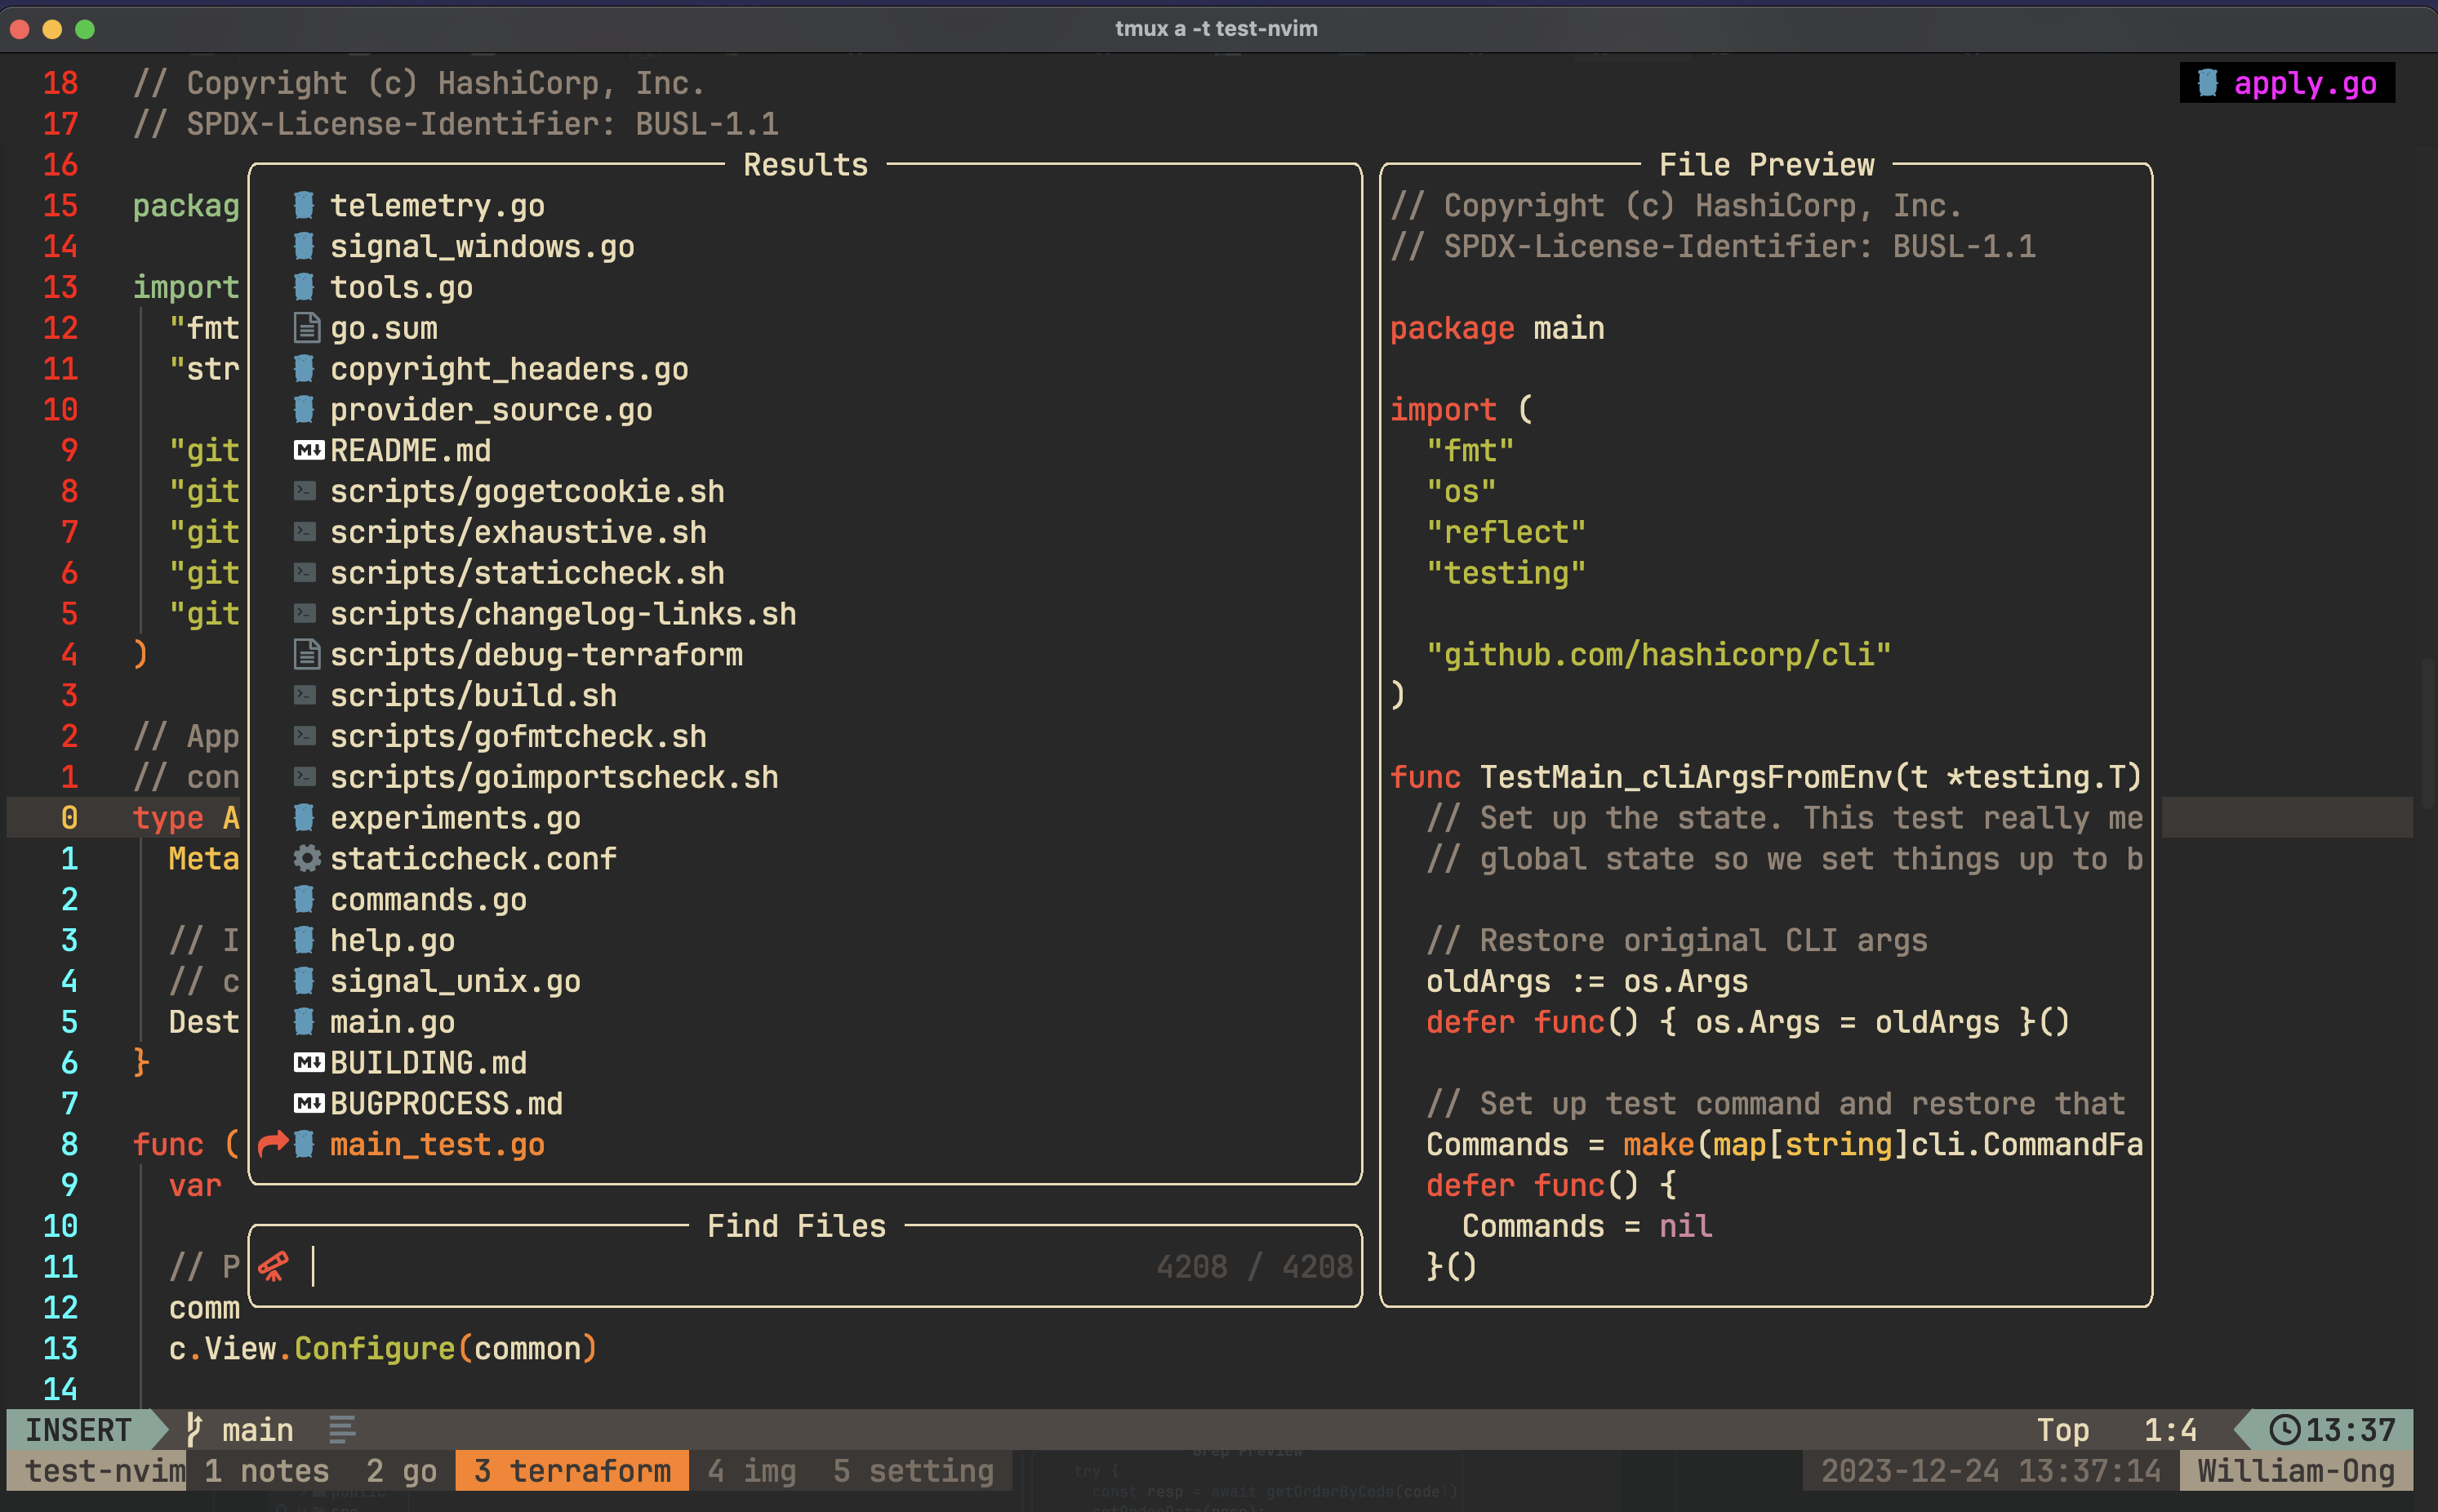 tmux a -t test-nvim
18 // Copyright (c) HashiCorp, Inc.
apply.go
17 // SPDX-License-Identifier: BUSL-1.1
16
15 packag
14
13 import
12 "fmt
11 "str
10
9 "git
8 "git
7 "git
6 "git
5 "git
4 )
3
2 // App
1 // con
0 type A
1 Meta
2
3 // I
4 // c
5 Dest
6 }
7
8 func (
9 var
10
11 // P
12 comm
13 c.View.Configure(common)
14
Results
telemetry.go
signal_windows.go
tools.go
go.sum
copyright_headers.go
provider_source.go
README.md
scripts/gogetcookie.sh
scripts/exhaustive.sh
scripts/staticcheck.sh
scripts/changelog-links.sh
scripts/debug-terraform
scripts/build.sh
scripts/gofmtcheck.sh
scripts/goimportscheck.sh
experiments.go
staticcheck.conf
commands.go
help.go
signal_unix.go
main.go
BUILDING.md
BUGPROCESS.md
main_test.go
Find Files
4208 / 4208
File Preview
// Copyright (c) HashiCorp, Inc.
// SPDX-License-Identifier: BUSL-1.1
package main
import (
"fmt"
"os"
"reflect"
"testing"
"github.com/hashicorp/cli"
)
func TestMain_cliArgsFromEnv(t *testing.T)
// Set up the state. This test really me
// global state so we set things up to b
// Restore original CLI args
oldArgs := os.Args
defer func() { os.Args = oldArgs }()
// Set up test command and restore that
Commands = make(map[string]cli.CommandFa
defer func() {
Commands = nil
}()
INSERT main Top 1:4 13:37
test-nvim 1 notes 2 go 3 terraform 4 img 5 setting 2023-12-24 13:37:14 William-Ong
try {
const resp = await getOrderByCode(code!)